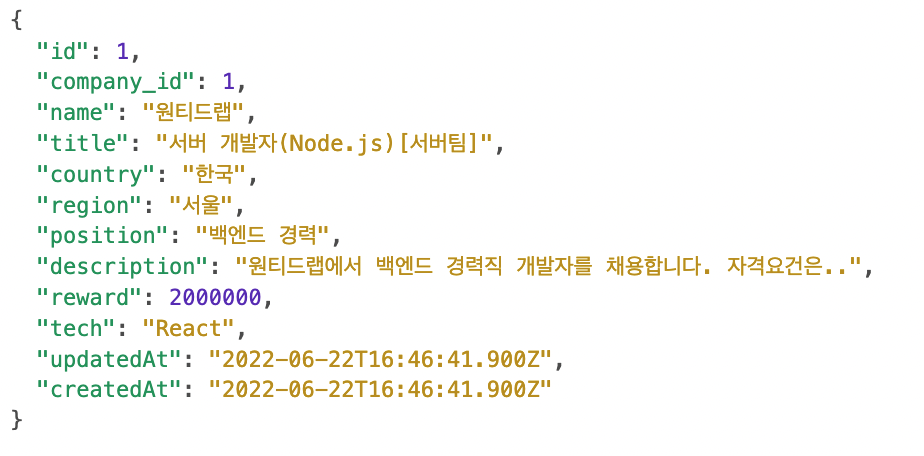 {
  "id": 1,
  "company_id": 1,
  "name": "원티드랩",
  "title": "서버 개발자(Node.js)[서버팀]",
  "country": "한국",
  "region": "서울",
  "position": "백엔드 경력",
  "description": "원티드랩에서 백엔드 경력직 개발자를 채용합니다. 자격요건은..",
  "reward": 2000000,
  "tech": "React",
  "updatedAt": "2022-06-22T16:46:41.900Z",
  "createdAt": "2022-06-22T16:46:41.900Z"
}